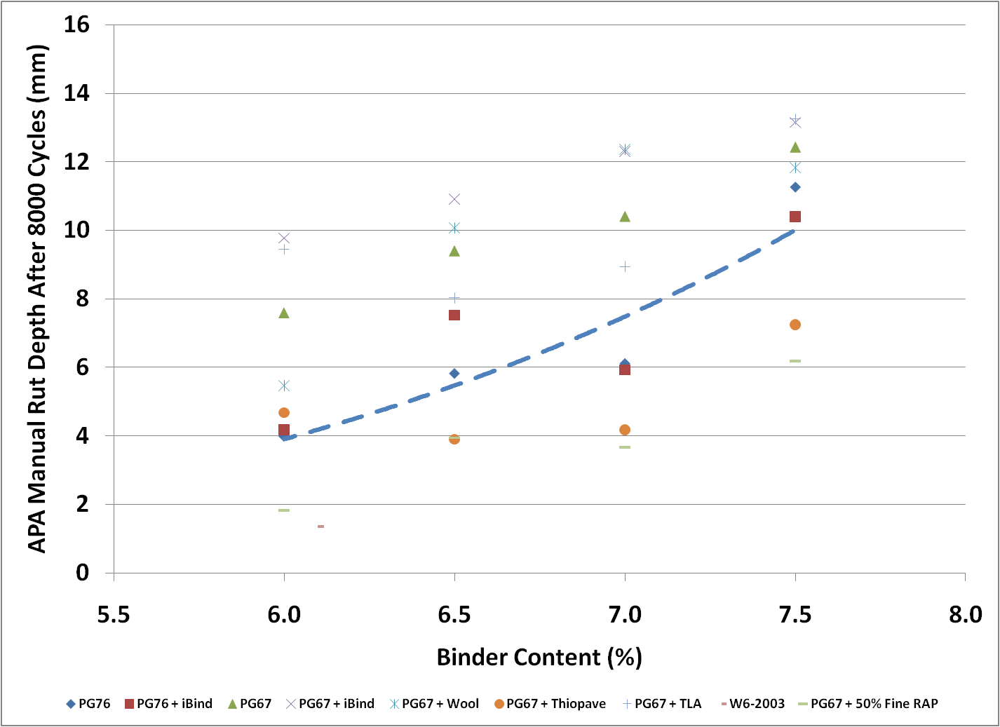 APA Manual Rut Depth After 8000 Cycles (mm)
16
14
12
10
8
6
4
2
0
5.5 6.0 6.5 7.0 7.5 8.0
Binder Content (%)
PG76 PG76 + iBind PG67 PG67 + iBind PG67 + Wool PG67 + Thiopave PG67 + TLA W6-2003 PG67 + 50% Fine RAP